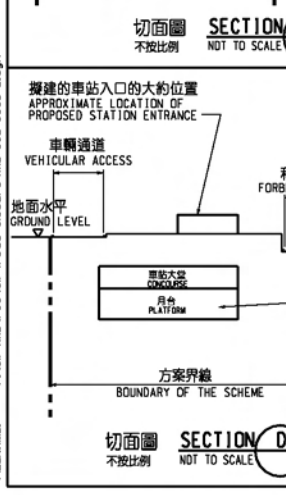 切面圖 SECTION
不按比例 NOT TO SCALE
擬建的車站入口的大約位置
APPROXIMATE LOCATION OF
PROPOSED STATION ENTRANCE
車輛通道
VEHICULAR ACCESS
地面水平
GROUND LEVEL
FORB
車站大堂
CONCOURSE
月台
PLATFORM
方案界線
BOUNDARY OF THE SCHEME
切面圖 SECTION D
不按比例 NOT TO SCALE